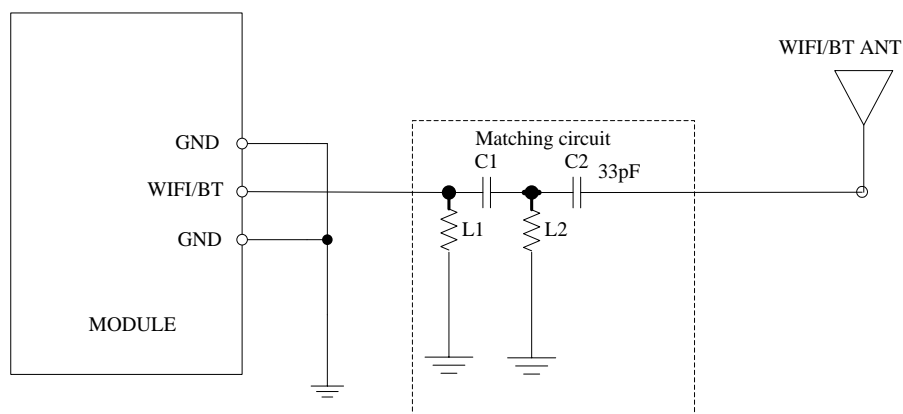 WIFI/BT ANT
GND
WIFI/BT
GND
MODULE
Matching circuit
C1
C2
33pF
L1
L2